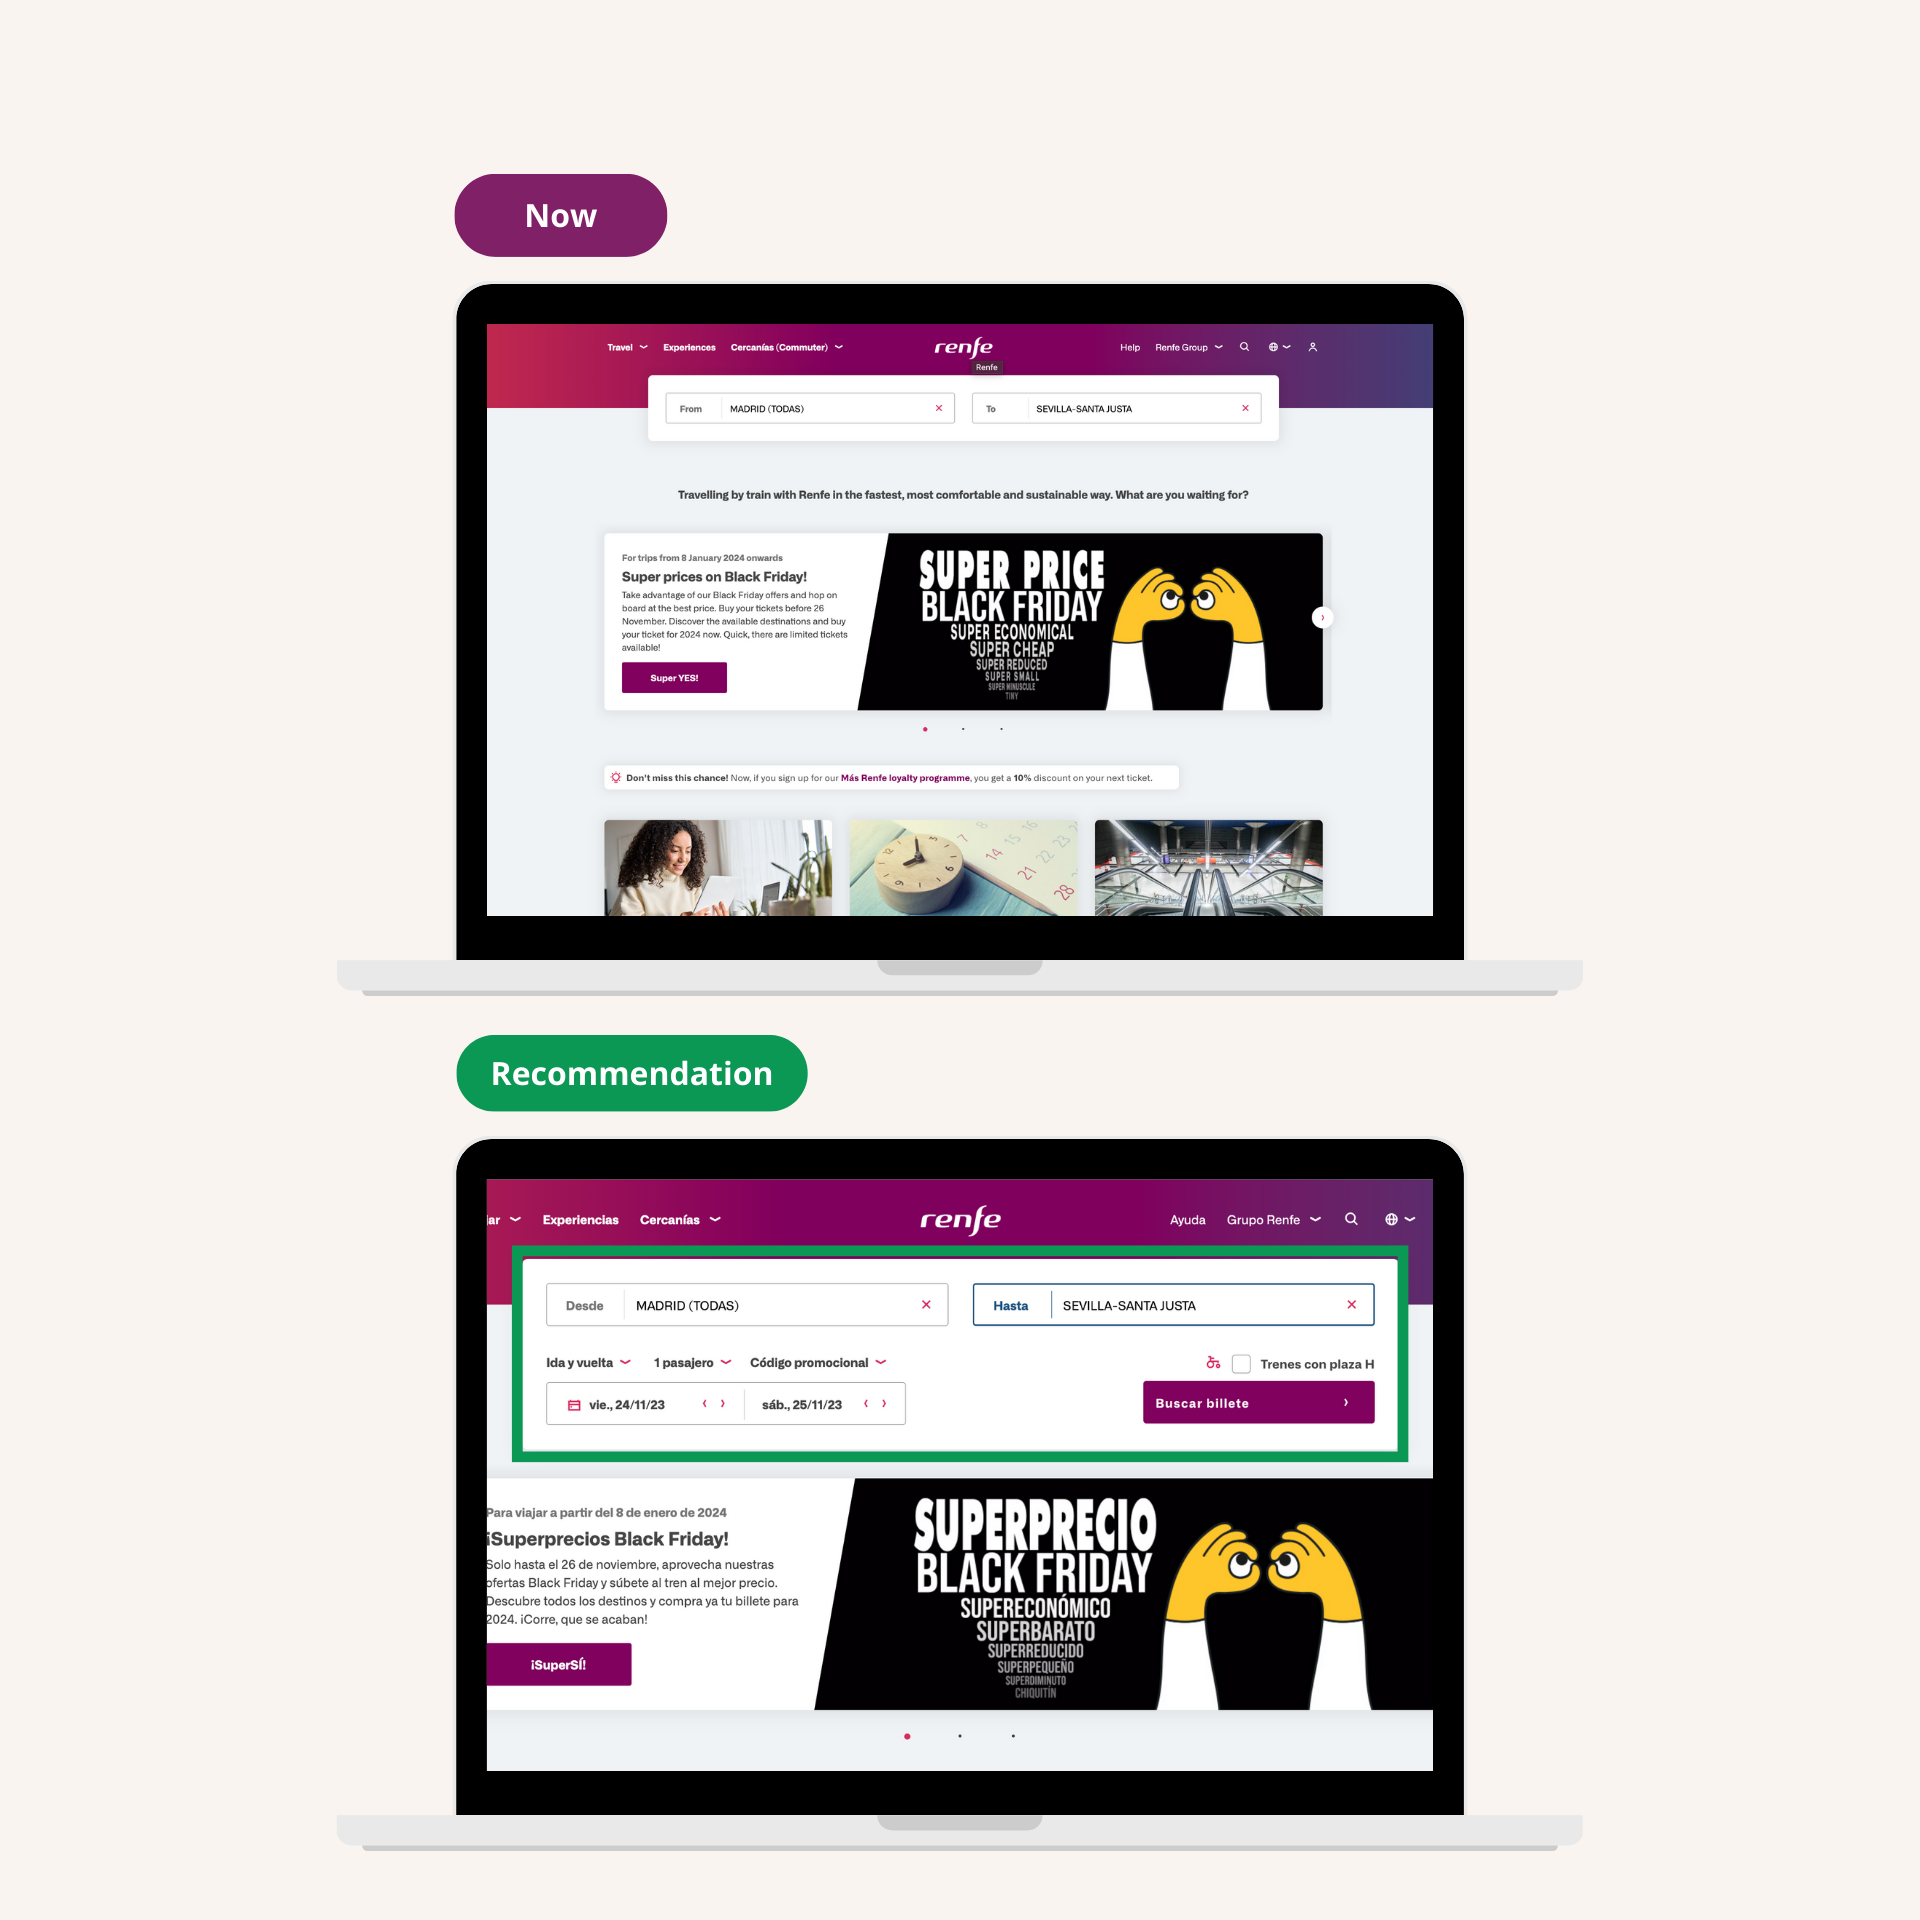 Now
Travel
Experiences
Cercanías (Commuter)
renfe
Help
Renfe Group
Renfe
From
MADRID (TODAS)
To
SEVILLA-SANTA JUSTA
Travelling by train with Renfe in the fastest, most comfortable and sustainable way. What are you waiting for?
For trips from 8 January 2024 onwards
Super prices on Black Friday!
Take advantage of our Black Friday offers and hop on
board at the best price. Buy your tickets before 26
November. Discover the available destinations and buy
your ticket for 2024 now. Quick, there are limited tickets
available!
Super YES!
SUPER PRICE
BLACK FRIDAY
SUPER ECONOMICAL
SUPER CHEAP
SUPER REDUCED
SUPER SMALL
SUPER MINUSCULE
TINY
Don't miss this chance! Now, if you sign up for our Más Renfe loyalty programme, you get a 10% discount on your next ticket.
7 8 15 16
14 15 22 23
21 28
Recommendation
jar
Experiencias
Cercanías
renfe
Ayuda
Grupo Renfe
Desde
MADRID (TODAS)
Hasta
SEVILLA-SANTA JUSTA
Ida y vuelta
1 pasajero
Código promocional
Trenes con plaza H
vie., 24/11/23
sáb., 25/11/23
Buscar billete
Para viajar a partir del 8 de enero de 2024
¡Superprecios Black Friday!
Solo hasta el 26 de noviembre, aprovecha nuestras
ofertas Black Friday y súbete al tren al mejor precio.
Descubre todos los destinos y compra ya tu billete para
2024. ¡Corre, que se acaban!
¡SuperSÍ!
SUPERPRECIO
BLACK FRIDAY
SUPERECONÓMICO
SUPERBARATO
SUPERREDUCIDO
SUPERPEQUEÑO
SUPERDIMINUTO
CHIQUITÍN